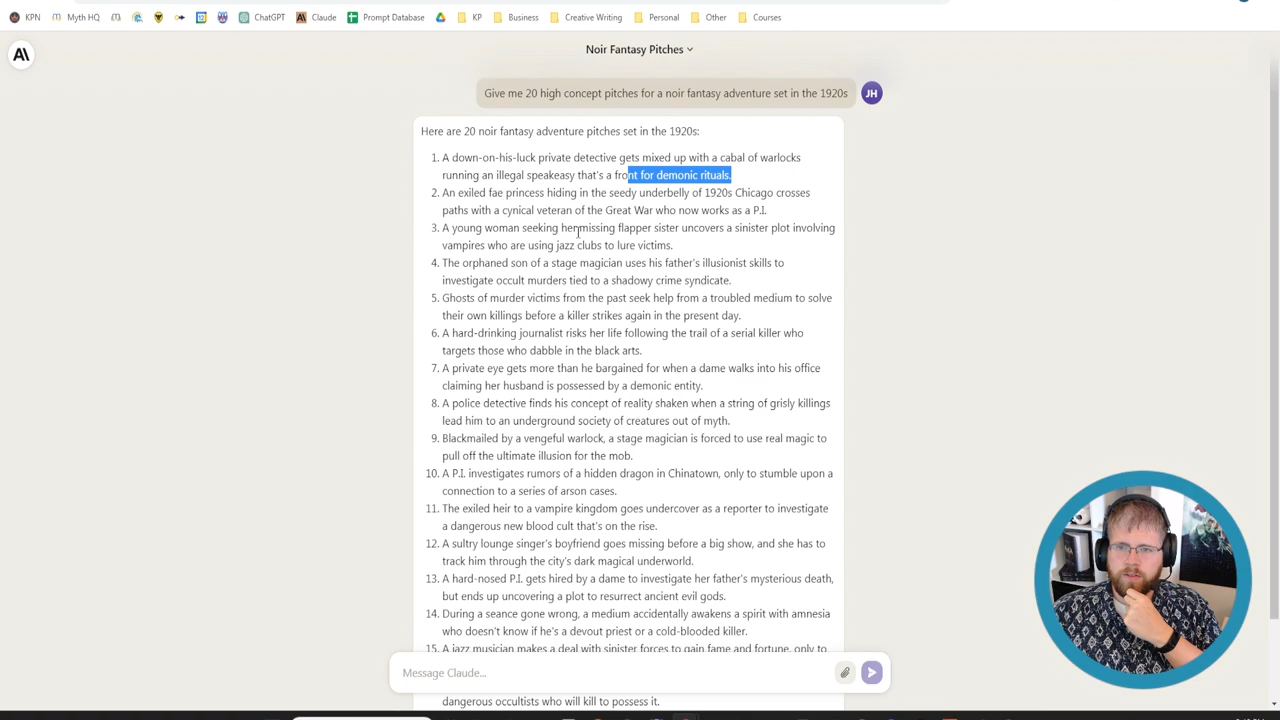 KPN Myth HQ ChatGPT Claude Prompt Database KP Business Creative Writing Personal Other Courses
Noir Fantasy Pitches
Give me 20 high concept pitches for a noir fantasy adventure set in the 1920s
JH
Here are 20 noir fantasy adventure pitches set in the 1920s:
1. A down-on-his-luck private detective gets mixed up with a cabal of warlocks
running an illegal speakeasy that's a front for demonic rituals.
2. An exiled fae princess hiding in the seedy underbelly of 1920s Chicago crosses
paths with a cynical veteran of the Great War who now works as a P.I.
3. A young woman seeking her missing flapper sister uncovers a sinister plot involving
vampires who are using jazz clubs to lure victims.
4. The orphaned son of a stage magician uses his father's illusionist skills to
investigate occult murders tied to a shadowy crime syndicate.
5. Ghosts of murder victims from the past seek help from a troubled medium to solve
their own killings before a killer strikes again in the present day.
6. A hard-drinking journalist risks her life following the trail of a serial killer who
targets those who dabble in the black arts.
7. A private eye gets more than he bargained for when a dame walks into his office
claiming her husband is possessed by a demonic entity.
8. A police detective finds his concept of reality shaken when a string of grisly killings
lead him to an underground society of creatures out of myth.
9. Blackmailed by a vengeful warlock, a stage magician is forced to use real magic to
pull off the ultimate illusion for the mob.
10. A P.I. investigates rumors of a hidden dragon in Chinatown, only to stumble upon a
connection to a series of arson cases.
11. The exiled heir to a vampire kingdom goes undercover as a reporter to investigate
a dangerous new blood cult that's on the rise.
12. A sultry lounge singer's boyfriend goes missing before a big show, and she has to
track him through the city's dark magical underworld.
13. A hard-nosed P.I. gets hired by a dame to investigate her father's mysterious death,
but ends up uncovering a plot to resurrect ancient evil gods.
14. During a seance gone wrong, a medium accidentally awakens a spirit with amnesia
who doesn't know if he's a devout priest or a cold-blooded killer.
15. A jazz musician makes a deal with sinister forces to gain fame and fortune, only to
Message Claude...
dangerous occultists who will kill to possess it.